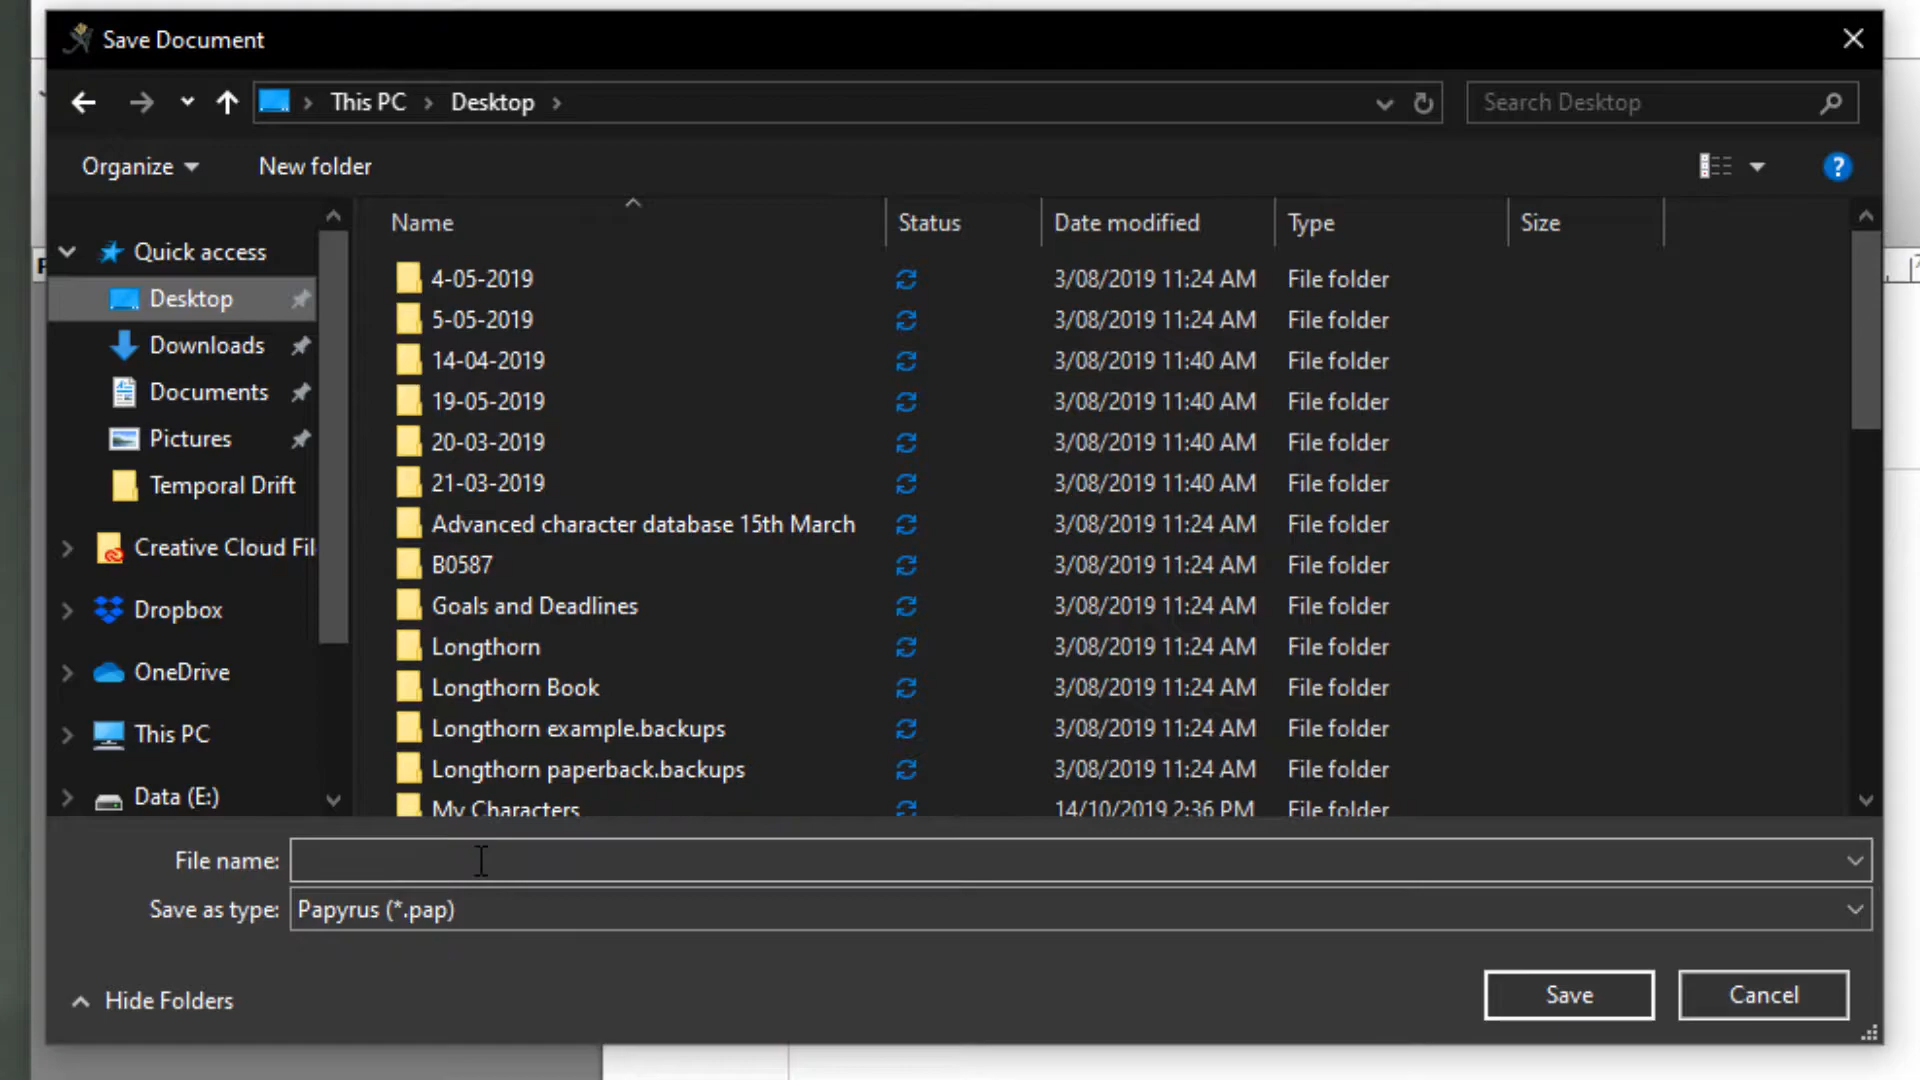 Save Document
This PC Desktop
Search Desktop
Organize
New folder
?
Name Status Date modified Type Size
Quick access
Desktop
Downloads
Documents
Pictures
Temporal Drift
Creative Cloud Fil
Dropbox
OneDrive
This PC
Data (E:)
4-05-2019 3/08/2019 11:24 AM File folder
5-05-2019 3/08/2019 11:24 AM File folder
14-04-2019 3/08/2019 11:40 AM File folder
19-05-2019 3/08/2019 11:40 AM File folder
20-03-2019 3/08/2019 11:40 AM File folder
21-03-2019 3/08/2019 11:40 AM File folder
Advanced character database 15th March 3/08/2019 11:24 AM File folder
B0587 3/08/2019 11:24 AM File folder
Goals and Deadlines 3/08/2019 11:24 AM File folder
Longthorn 3/08/2019 11:24 AM File folder
Longthorn Book 3/08/2019 11:24 AM File folder
Longthorn example.backups 3/08/2019 11:24 AM File folder
Longthorn paperback.backups 3/08/2019 11:24 AM File folder
My Characters 14/10/2019 2:36 PM File folder
File name:
Save as type: Papyrus (*.pap)
Hide Folders
Save
Cancel